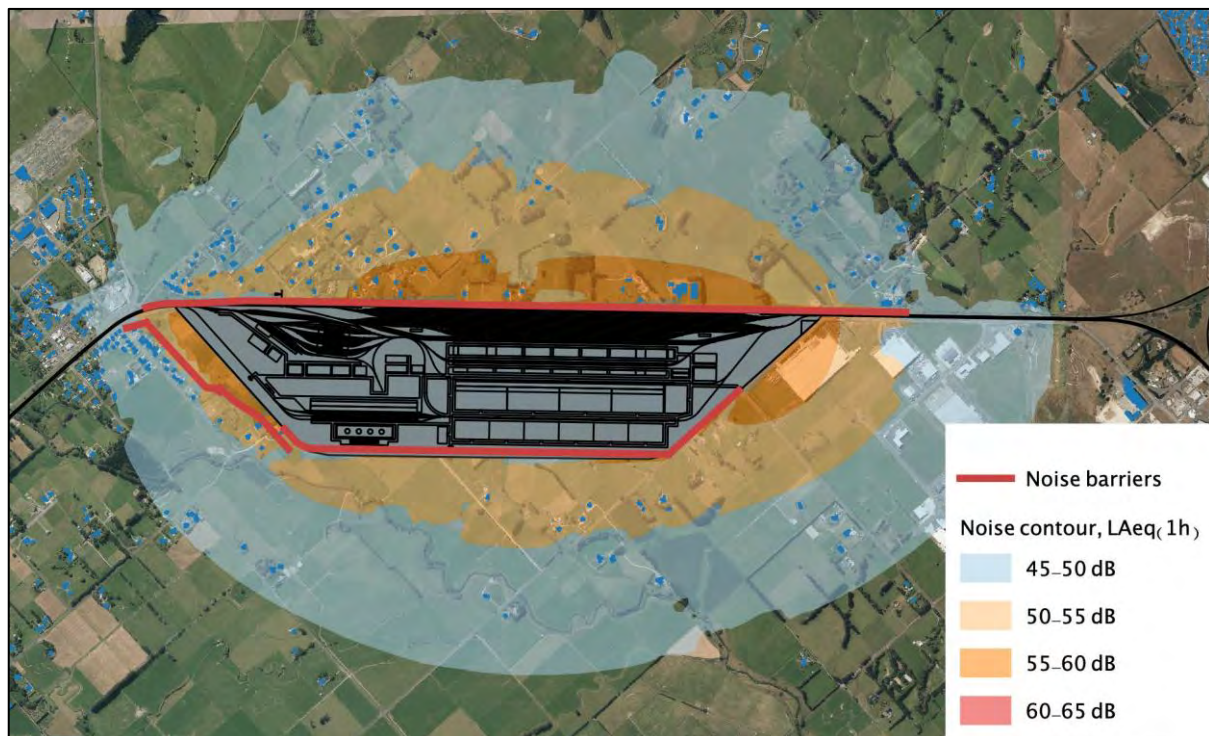 Noise barriers
Noise contour, LAeq( 1h )
45–50 dB
50–55 dB
55–60 dB
60–65 dB